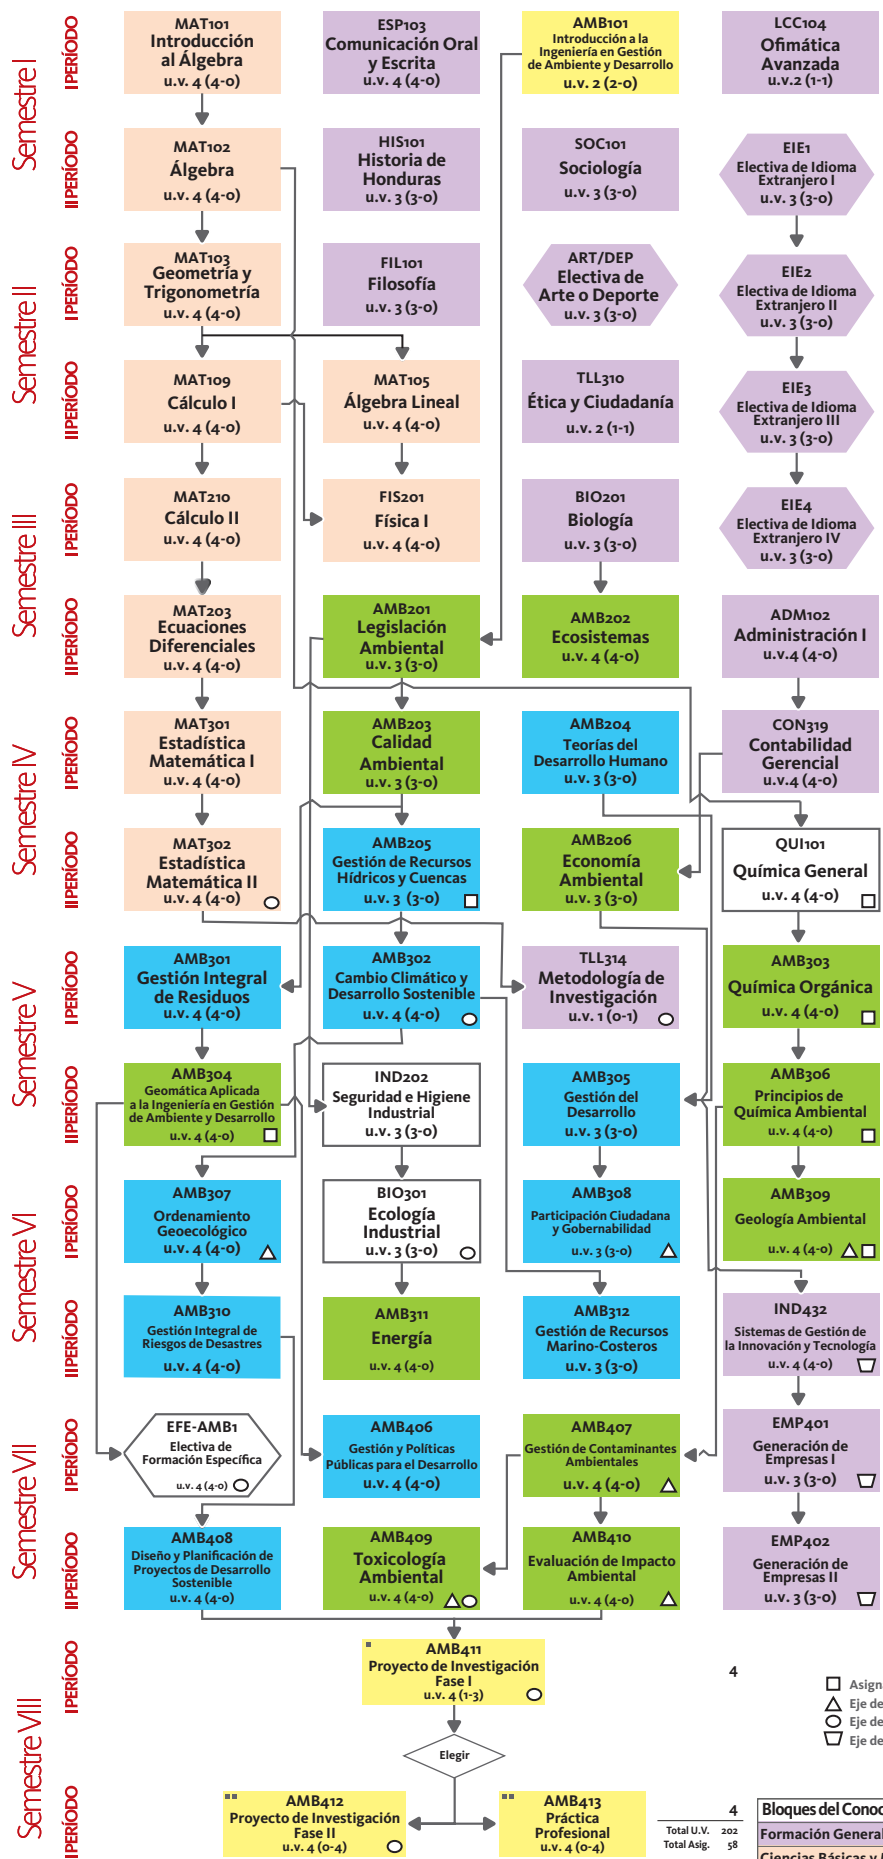 Semestre I
I PERÍODO
MAT101
Introducción
al Álgebra
u.v. 4 (4-0)
ESP103
Comunicación Oral
y Escrita
u.v. 4 (4-0)
AMB101
Introducción a la
Ingeniería en Gestión
de Ambiente y Desarrollo
u.v. 2 (2-0)
LCC104
Ofimática
Avanzada
u.v.2 (1-1)
II PERÍODO
MAT102
Álgebra
u.v. 4 (4-0)
HIS101
Historia de
Honduras
u.v. 3 (3-0)
SOC101
Sociología
u.v. 3 (3-0)
EIE1
Electiva de Idioma
Extranjero I
u.v. 3 (3-0)
Semestre II
I PERÍODO
MAT103
Geometría y
Trigonometría
u.v. 4 (4-0)
FIL101
Filosofía
u.v. 3 (3-0)
ART/DEP
Electiva de
Arte o Deporte
u.v. 3 (3-0)
EIE2
Electiva de Idioma
Extranjero II
u.v. 3 (3-0)
II PERÍODO
MAT109
Cálculo I
u.v. 4 (4-0)
MAT105
Álgebra Lineal
u.v. 4 (4-0)
TLL310
Ética y Ciudadanía
u.v. 2 (1-1)
EIE3
Electiva de Idioma
Extranjero III
u.v. 3 (3-0)
Semestre III
I PERÍODO
MAT210
Cálculo II
u.v. 4 (4-0)
FIS201
Física I
u.v. 4 (4-0)
BIO201
Biología
u.v. 3 (3-0)
EIE4
Electiva de Idioma
Extranjero IV
u.v. 3 (3-0)
II PERÍODO
MAT203
Ecuaciones
Diferenciales
u.v. 4 (4-0)
AMB201
Legislación
Ambiental
u.v. 3 (3-0)
AMB202
Ecosistemas
u.v. 4 (4-0)
ADM102
Administración I
u.v.4 (4-0)
Semestre IV
I PERÍODO
MAT301
Estadística
Matemática I
u.v. 4 (4-0)
AMB203
Calidad
Ambiental
u.v. 3 (3-0)
AMB204
Teorías del
Desarrollo Humano
u.v. 3 (3-0)
CON319
Contabilidad
Gerencial
u.v.4 (4-0)
II PERÍODO
MAT302
Estadística
Matemática II
u.v. 4 (4-0)
AMB205
Gestión de Recursos
Hídricos y Cuencas
u.v. 3 (3-0)
AMB206
Economía
Ambiental
u.v. 3 (3-0)
QUI101
Química General
u.v. 4 (4-0)
Semestre V
I PERÍODO
AMB301
Gestión Integral
de Residuos
u.v. 4 (4-0)
AMB302
Cambio Climático y
Desarrollo Sostenible
u.v. 4 (4-0)
TLL314
Metodología de
Investigación
u.v. 1 (0-1)
AMB303
Química Orgánica
u.v. 4 (4-0)
II PERÍODO
AMB304
Geomática Aplicada
a la Ingeniería en Gestión
de Ambiente y Desarrollo
u.v. 4 (4-0)
IND202
Seguridad e Higiene
Industrial
u.v. 3 (3-0)
AMB305
Gestión del
Desarrollo
u.v. 3 (3-0)
AMB306
Principios de
Química Ambiental
u.v. 4 (4-0)
Semestre VI
I PERÍODO
AMB307
Ordenamiento
Geoecológico
u.v. 4 (4-0)
BIO301
Ecología
Industrial
u.v. 3 (3-0)
AMB308
Participación Ciudadana
y Gobernabilidad
u.v. 3 (3-0)
AMB309
Geología Ambiental
u.v. 4 (4-0)
II PERÍODO
AMB310
Gestión Integral de
Riesgos de Desastres
u.v. 4 (4-0)
AMB311
Energía
u.v. 4 (4-0)
AMB312
Gestión de Recursos
Marino-Costeros
u.v. 3 (3-0)
IND432
Sistemas de Gestión de
la Innovación y Tecnología
u.v. 4 (4-0)
Semestre VII
I PERÍODO
EFE-AMB1
Electiva de
Formación Específica
u.v. 4 (4-0)
AMB406
Gestión y Políticas
Públicas para el Desarrollo
u.v. 4 (4-0)
AMB407
Gestión de Contaminantes
Ambientales
u.v. 4 (4-0)
EMP401
Generación de
Empresas I
u.v. 3 (3-0)
II PERÍODO
AMB408
Diseño y Planificación de
Proyectos de Desarrollo
Sostenible
u.v. 4 (4-0)
AMB409
Toxicología
Ambiental
u.v. 4 (4-0)
AMB410
Evaluación de Impacto
Ambiental
u.v. 4 (4-0)
EMP402
Generación de
Empresas II
u.v. 3 (3-0)
Semestre VIII
I PERÍODO
AMB411
Proyecto de Investigación
Fase I
u.v. 4 (1-3)
4
Asign
Eje de
Eje de
Eje de
Elegir
I PERÍODO
AMB412
Proyecto de Investigación
Fase II
u.v. 4 (0-4)
AMB413
Práctica
Profesional
u.v. 4 (0-4)
4
Total U.V. 202
Total Asig. 58
Bloques del Conoc
Formación General